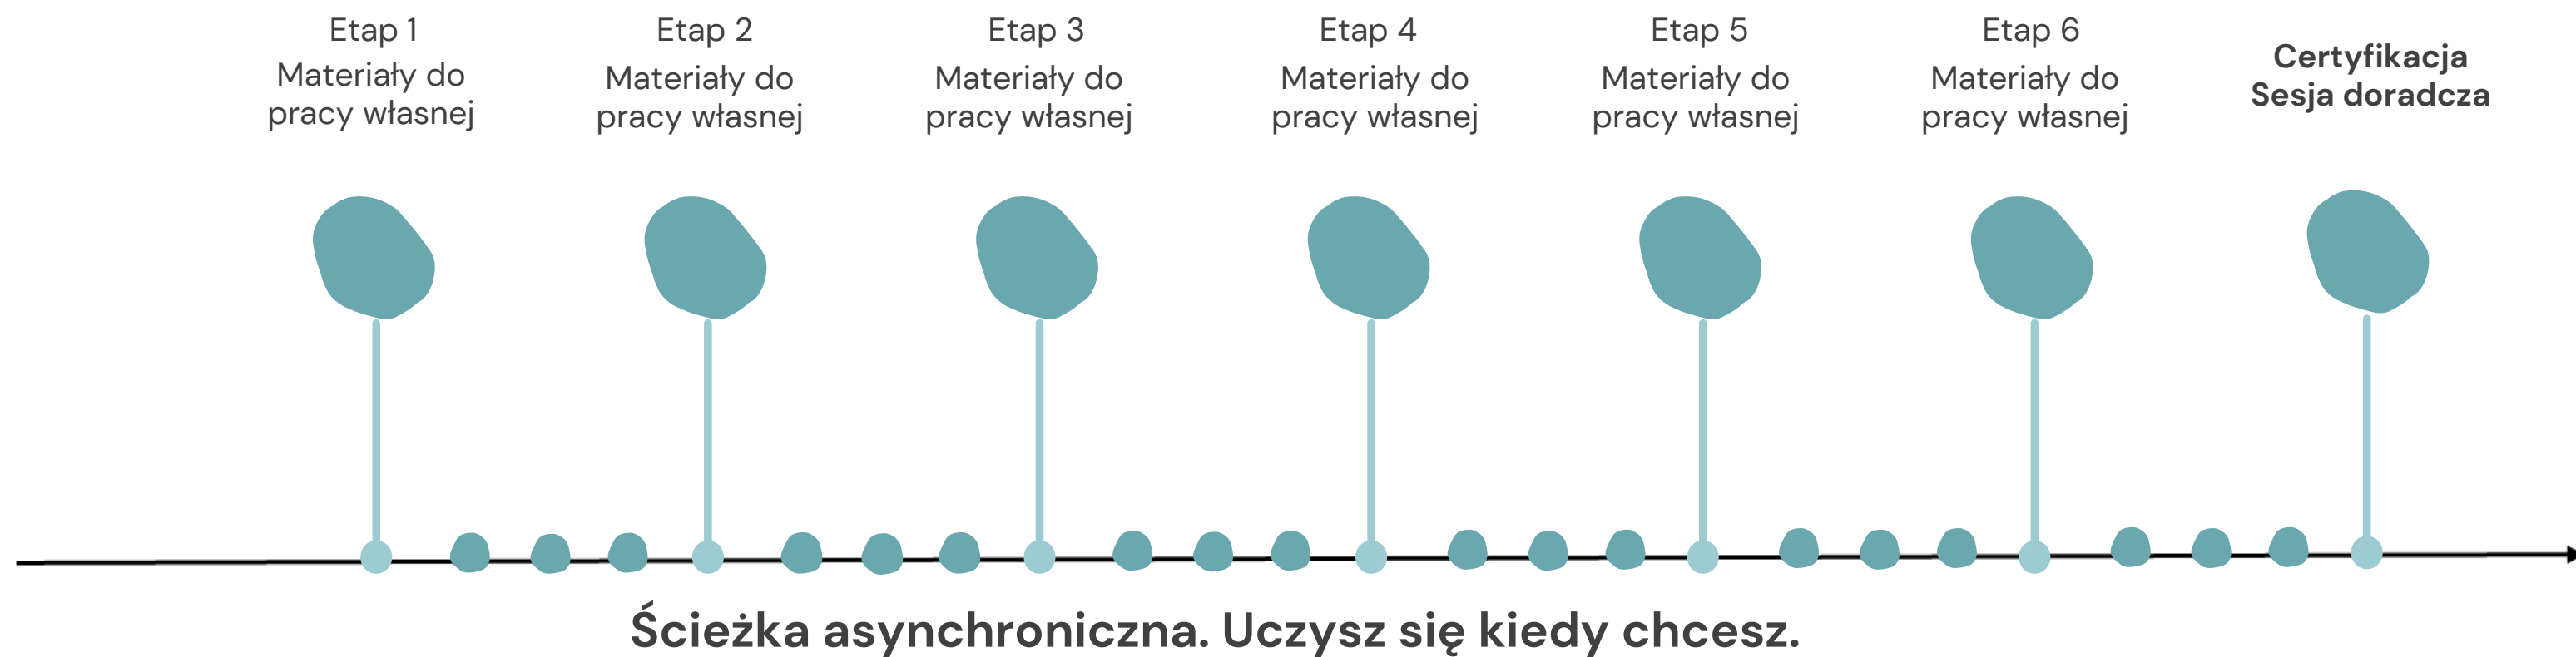 Etap 1
Materiały do
pracy własnej
Etap 2
Materiały do
pracy własnej
Etap 3
Materiały do
pracy własnej
Etap 4
Materiały do
pracy własnej
Etap 5
Materiały do
pracy własnej
Etap 6
Materiały do
pracy własnej
Certyfikacja
Sesja doradcza
Ścieżka asynchroniczna. Uczysz się kiedy chcesz.